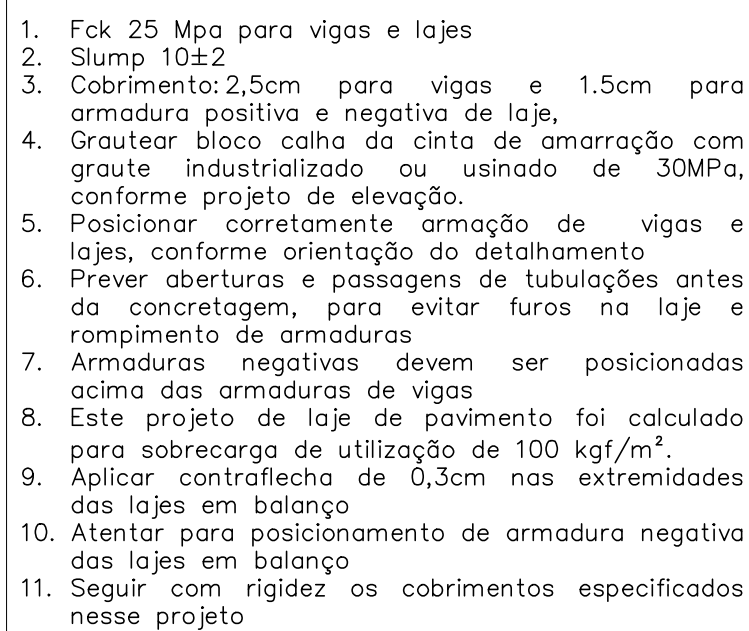 1. Fck 25 Mpa para vigas e lajes
2. Slump 10±2
3. Cobrimento: 2,5cm para vigas e 1.5cm para
armadura positiva e negativa de laje,
4. Grautear bloco calha da cinta de amarração com
graute industrializado ou usinado de 30MPa,
conforme projeto de elevação.
5. Posicionar corretamente armação de vigas e
lajes, conforme orientação do detalhamento
6. Prever aberturas e passagens de tubulações antes
da concretagem, para evitar furos na laje e
rompimento de armaduras
7. Armaduras negativas devem ser posicionadas
acima das armaduras de vigas
8. Este projeto de laje de pavimento foi calculado
para sobrecarga de utilização de 100 kgf/m².
9. Aplicar contraflecha de 0,3cm nas extremidades
das lajes em balanço
10. Atentar para posicionamento de armadura negativa
das lajes em balanço
11. Seguir com rigidez os cobrimentos especificados
nesse projeto